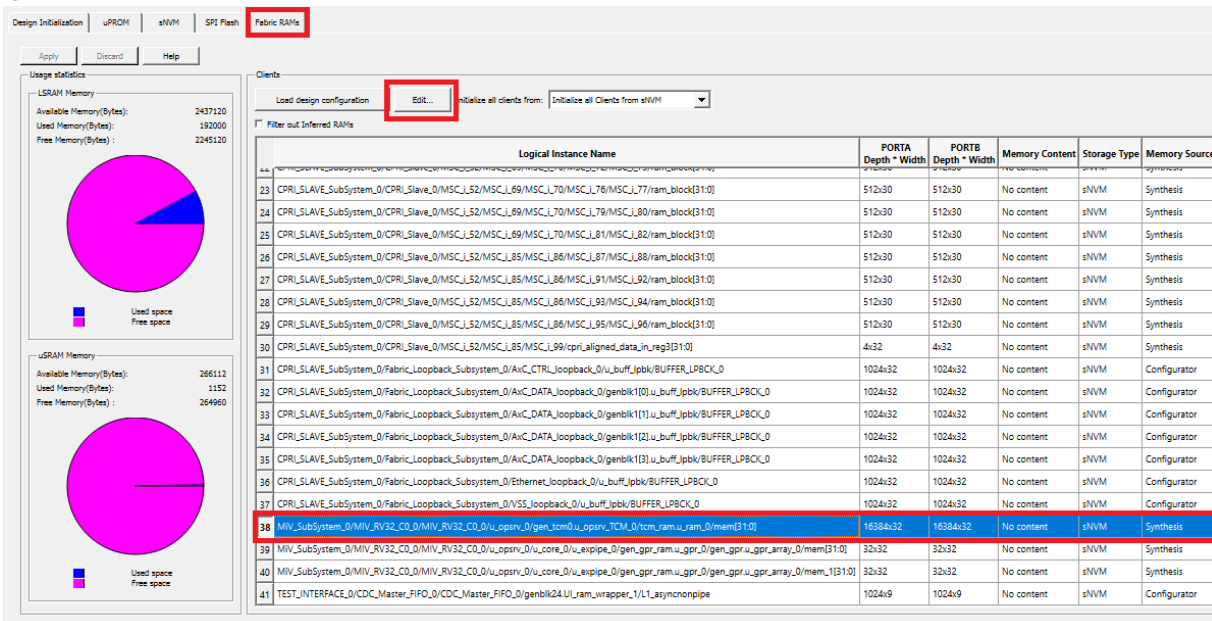 Design Initialization uPROM sNVM SPI Flash Fabric RAMs
Apply Discard Help
Usage statistics
LSRAM Memory
Available Memory(Bytes): 2437120
Used Memory(Bytes): 192000
Free Memory(Bytes) : 2245120
Used space
Free space
uSRAM Memory
Available Memory(Bytes): 266112
Used Memory(Bytes): 1152
Free Memory(Bytes) : 264960
Used space
Free space
Clients
Load design configuration Edit... Initialize all clients from: Initialize all Clients from sNVM
Filter out Inferred RAMs
Logical Instance Name PORTA Depth * Width PORTB Depth * Width Memory Content Storage Type Memory Source
23 CPRI_SLAVE_SubSystem_0/CPRI_Slave_0/MSC_i_52/MSC_i_69/MSC_i_70/MSC_i_76/MSC_i_77/ram_block[31:0] 512x30 512x30 No content sNVM Synthesis
24 CPRI_SLAVE_SubSystem_0/CPRI_Slave_0/MSC_i_52/MSC_i_69/MSC_i_70/MSC_i_79/MSC_i_80/ram_block[31:0] 512x30 512x30 No content sNVM Synthesis
25 CPRI_SLAVE_SubSystem_0/CPRI_Slave_0/MSC_i_52/MSC_i_69/MSC_i_70/MSC_i_81/MSC_i_82/ram_block[31:0] 512x30 512x30 No content sNVM Synthesis
26 CPRI_SLAVE_SubSystem_0/CPRI_Slave_0/MSC_i_52/MSC_i_85/MSC_i_86/MSC_i_87/MSC_i_88/ram_block[31:0] 512x30 512x30 No content sNVM Synthesis
27 CPRI_SLAVE_SubSystem_0/CPRI_Slave_0/MSC_i_52/MSC_i_85/MSC_i_86/MSC_i_91/MSC_i_92/ram_block[31:0] 512x30 512x30 No content sNVM Synthesis
28 CPRI_SLAVE_SubSystem_0/CPRI_Slave_0/MSC_i_52/MSC_i_85/MSC_i_86/MSC_i_93/MSC_i_94/ram_block[31:0] 512x30 512x30 No content sNVM Synthesis
29 CPRI_SLAVE_SubSystem_0/CPRI_Slave_0/MSC_i_52/MSC_i_85/MSC_i_86/MSC_i_95/MSC_i_96/ram_block[31:0] 512x30 512x30 No content sNVM Synthesis
30 CPRI_SLAVE_SubSystem_0/CPRI_Slave_0/MSC_i_52/MSC_i_85/MSC_i_99/cpri_aligned_data_in_reg3[31:0] 4x32 4x32 No content sNVM Synthesis
31 CPRI_SLAVE_SubSystem_0/Fabric_Loopback_Subsystem_0/AxC_CTRL_loopback_0/u_buff_lpbk/BUFFER_LPBCK_0 1024x32 1024x32 No content sNVM Configurator
32 CPRI_SLAVE_SubSystem_0/Fabric_Loopback_Subsystem_0/AxC_DATA_loopback_0/genblk1[0].u_buff_lpbk/BUFFER_LPBCK_0 1024x32 1024x32 No content sNVM Configurator
33 CPRI_SLAVE_SubSystem_0/Fabric_Loopback_Subsystem_0/AxC_DATA_loopback_0/genblk1[1].u_buff_lpbk/BUFFER_LPBCK_0 1024x32 1024x32 No content sNVM Configurator
34 CPRI_SLAVE_SubSystem_0/Fabric_Loopback_Subsystem_0/AxC_DATA_loopback_0/genblk1[2].u_buff_lpbk/BUFFER_LPBCK_0 1024x32 1024x32 No content sNVM Configurator
35 CPRI_SLAVE_SubSystem_0/Fabric_Loopback_Subsystem_0/AxC_DATA_loopback_0/genblk1[3].u_buff_lpbk/BUFFER_LPBCK_0 1024x32 1024x32 No content sNVM Configurator
36 CPRI_SLAVE_SubSystem_0/Fabric_Loopback_Subsystem_0/Ethernet_loopback_0/u_buff_lpbk/BUFFER_LPBCK_0 1024x32 1024x32 No content sNVM Configurator
37 CPRI_SLAVE_SubSystem_0/Fabric_Loopback_Subsystem_0/VSS_loopback_0/u_buff_lpbk/BUFFER_LPBCK_0 1024x32 1024x32 No content sNVM Configurator
38 MiV_SubSystem_0/MIV_RV32_C0_0/MIV_RV32_C0_0/u_opsrv_0/gen_tcm0.u_opsrv_TCM_0/tcm_ram.u_ram_0/mem[31:0] 16384x32 16384x32 No content sNVM Synthesis
39 MiV_SubSystem_0/MIV_RV32_C0_0/MIV_RV32_C0_0/u_opsrv_0/u_core_0/u_expipe_0/gen_gpr_ram.u_gpr_0/gen_gpr.u_gpr_array_0/mem[31:0] 32x32 32x32 No content sNVM Synthesis
40 MiV_SubSystem_0/MIV_RV32_C0_0/MIV_RV32_C0_0/u_opsrv_0/u_core_0/u_expipe_0/gen_gpr_ram.u_gpr_0/gen_gpr.u_gpr_array_0/mem_1[31:0] 32x32 32x32 No content sNVM Synthesis
41 TEST_INTERFACE_0/CDC_Master_FIFO_0/CDC_Master_FIFO_0/genblk24.UI_ram_wrapper_1/L1_asyncnonpipe 1024x9 1024x9 No content sNVM Configurator